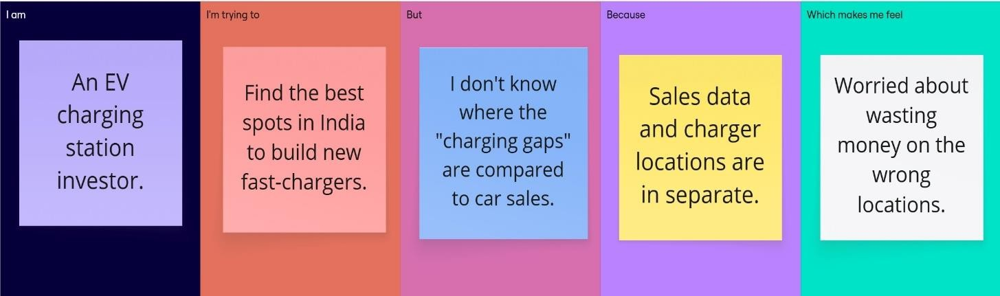 I am
An EV
charging
station
investor.
I'm trying to
Find the best
spots in India
to build new
fast-chargers.
But
I don't know
where the
"charging gaps"
are compared
to car sales.
Because
Sales data
and charger
locations are
in separate.
Which makes me feel
Worried about
wasting
money on the
wrong
locations.